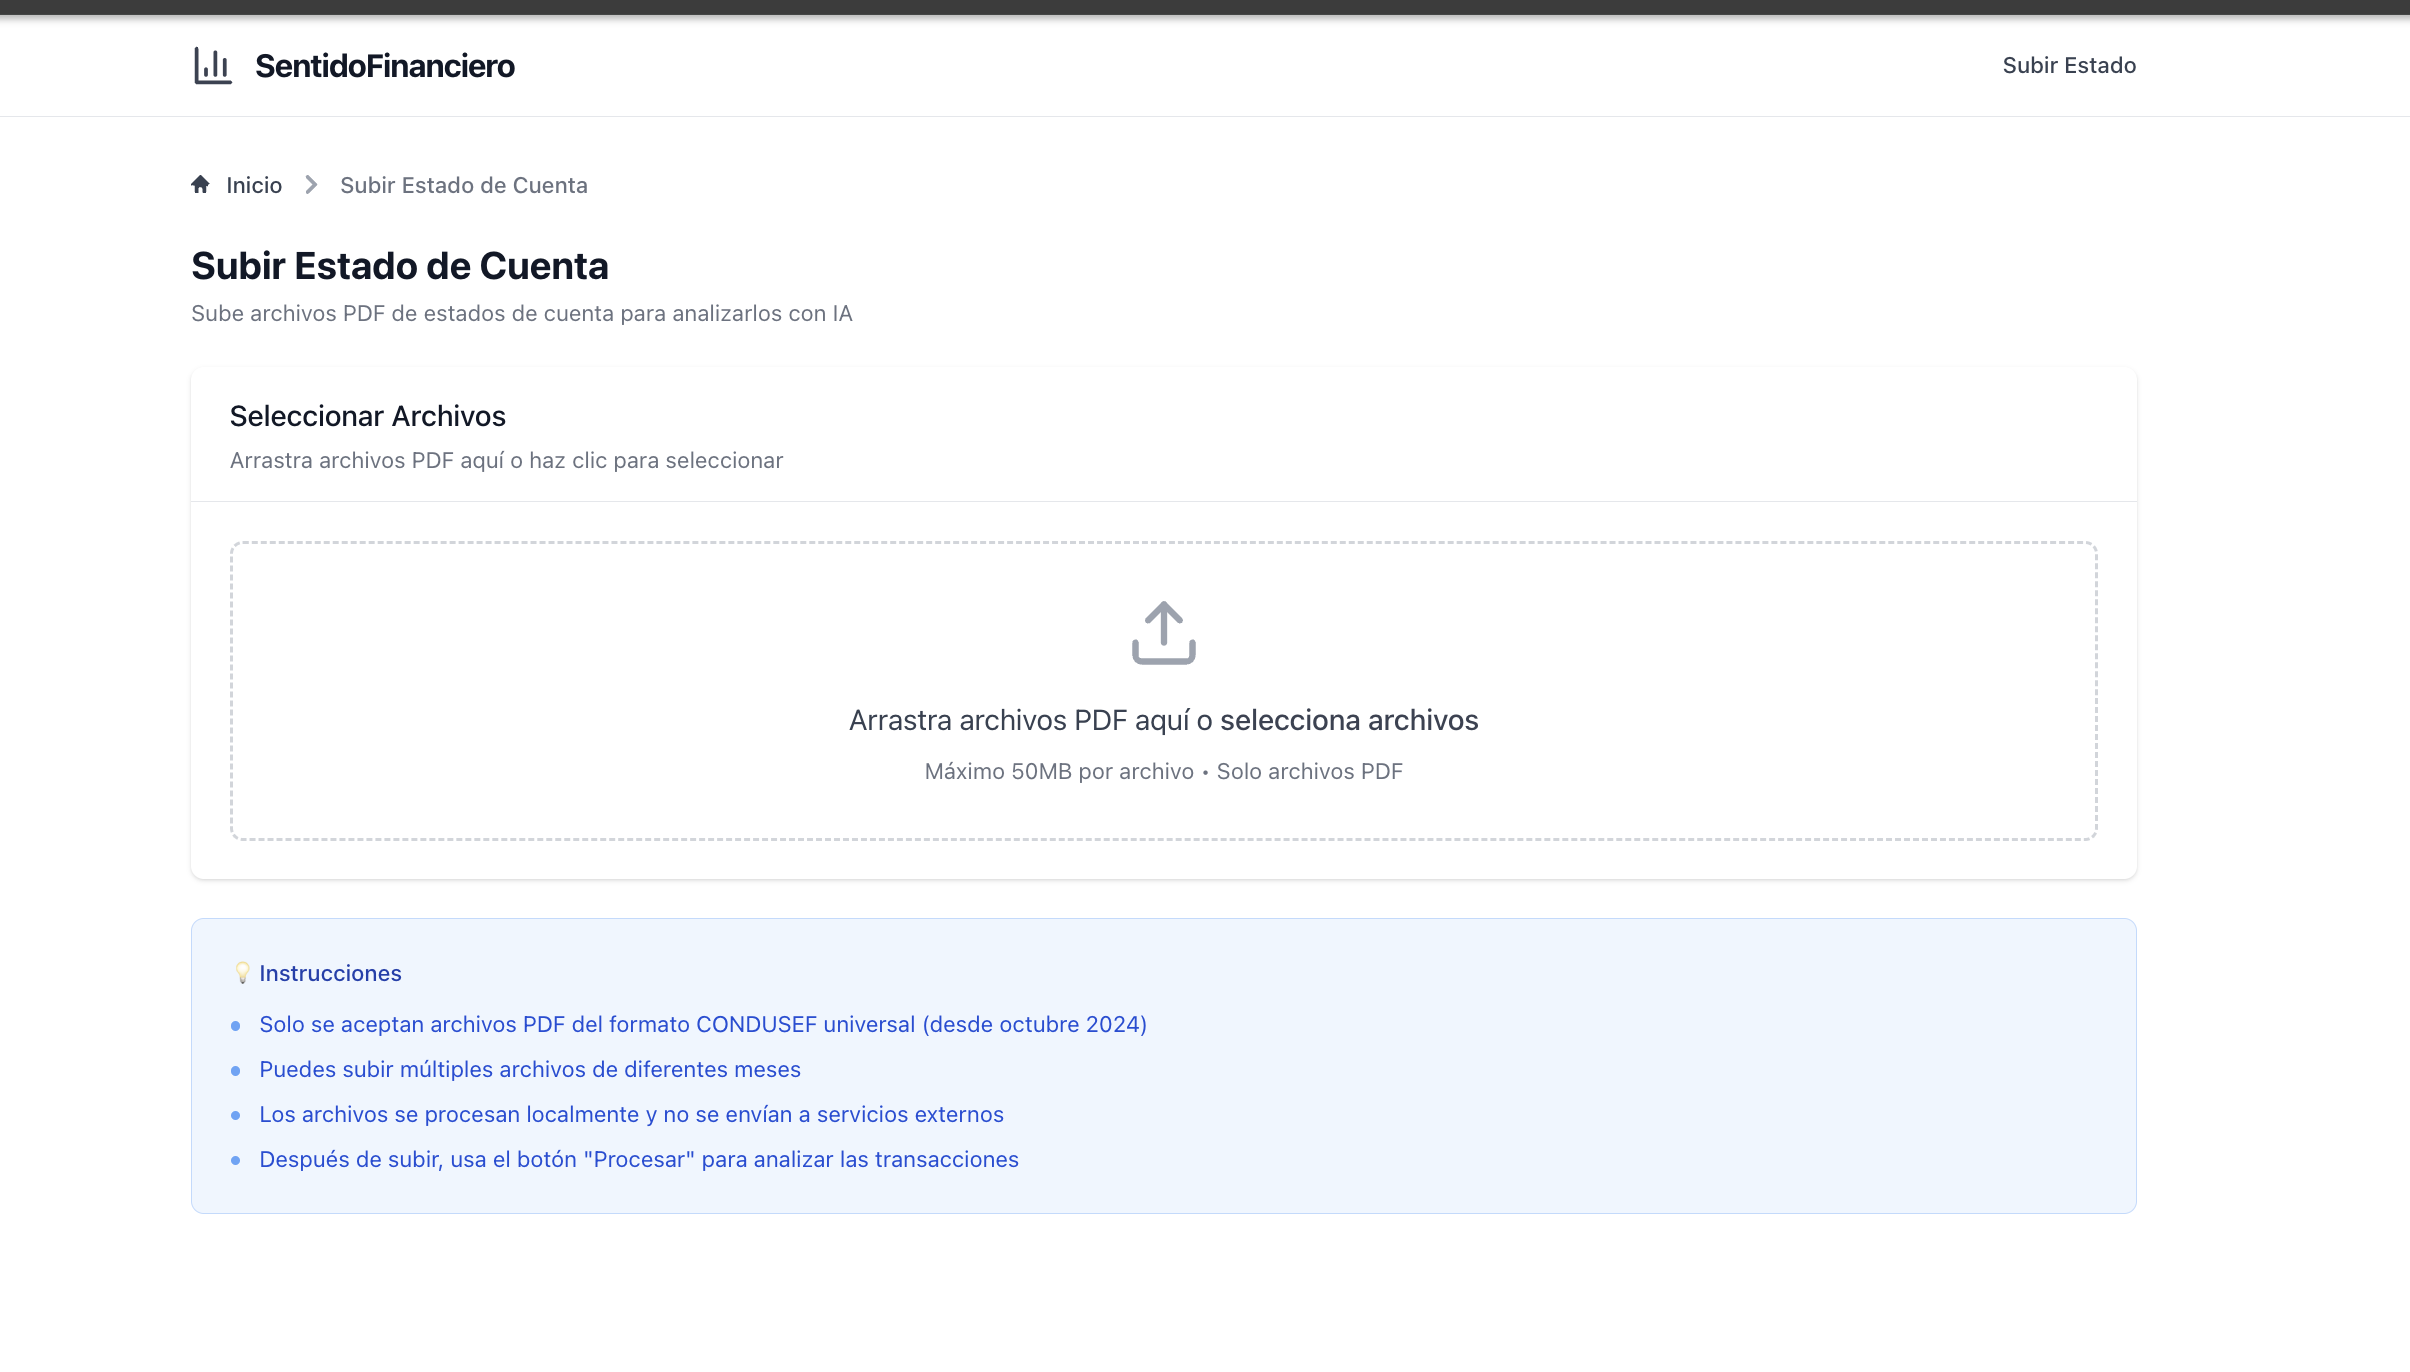 SentidoFinanciero
Subir Estado
Inicio
Subir Estado de Cuenta
Subir Estado de Cuenta
Sube archivos PDF de estados de cuenta para analizarlos con IA
Seleccionar Archivos
Arrastra archivos PDF aquí o haz clic para seleccionar
Arrastra archivos PDF aquí o selecciona archivos
Máximo 50MB por archivo • Solo archivos PDF
Instrucciones
Solo se aceptan archivos PDF del formato CONDUSEF universal (desde octubre 2024)
Puedes subir múltiples archivos de diferentes meses
Los archivos se procesan localmente y no se envían a servicios externos
Después de subir, usa el botón "Procesar" para analizar las transacciones